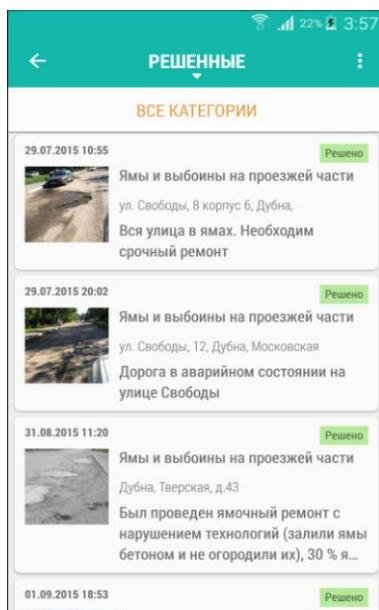 22% 3:57
РЕШЕННЫЕ
ВСЕ КАТЕГОРИИ
29.07.2015 10:55
Решено
Ямы и выбоины на проезжей части
ул. Свободы, 8 корпус 6, Дубна,
Вся улица в ямах. Необходим
срочный ремонт
29.07.2015 20:02
Решено
Ямы и выбоины на проезжей части
ул. Свободы, 12, Дубна, Московская
Дорога в аварийном состоянии на
улице Свободы
31.08.2015 11:20
Решено
Ямы и выбоины на проезжей части
Дубна, Тверская, д.43
Был проведен ямочный ремонт с
нарушением технологий (залили ямы
бетоном и не огородили их), 30 % я...
01.09.2015 18:53
Решено